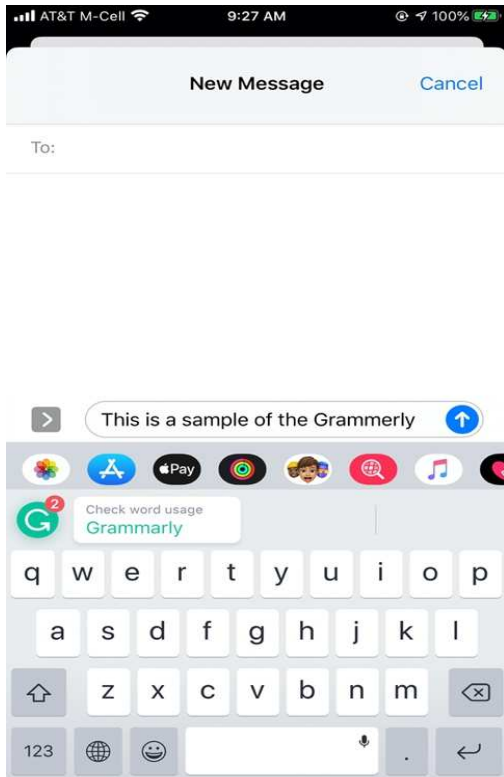 AT&T M-Cell 9:27 AM 100%
New Message Cancel
To:
This is a sample of the Grammerly
Pay
2
Check word usage
Grammarly
q w e r t y u i o p
a s d f g h j k l
z x c v b n m
123 .